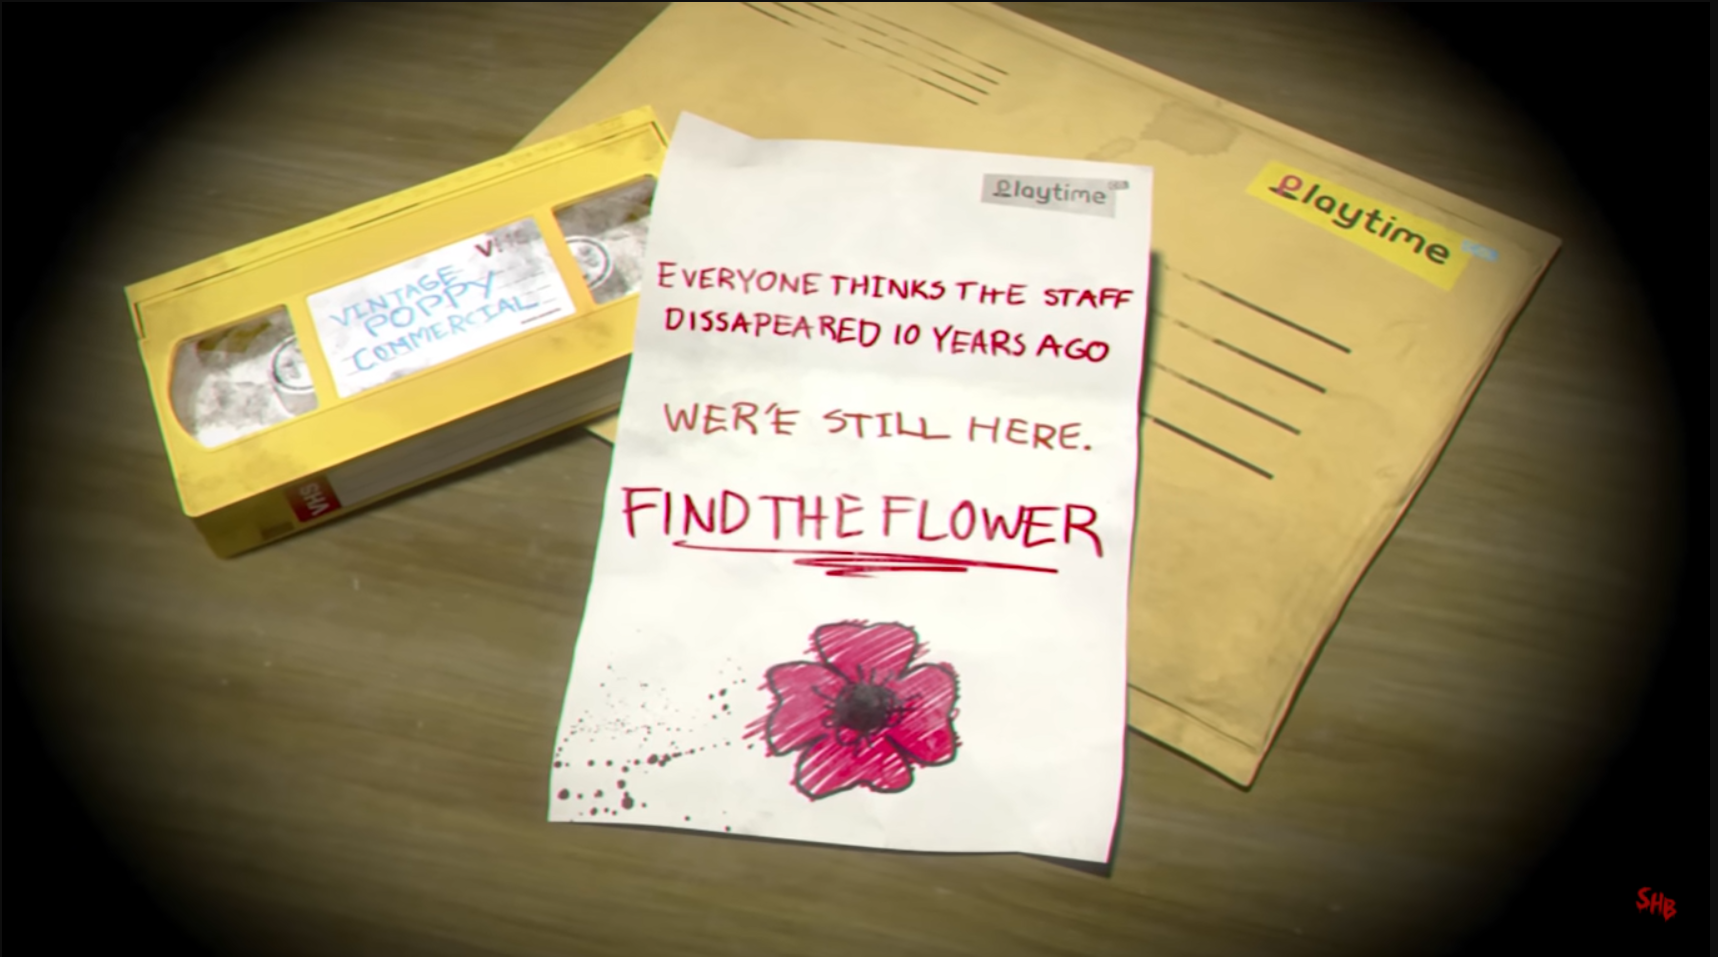 Playtime
Playtime
VHS
VINTAGE
POPPY
COMMERCIAL
VHS
EVERYONE THINKS THE STAFF
DISSAPEARED 10 YEARS AGO
WER'E STILL HERE.
FIND THE FLOWER
SHB